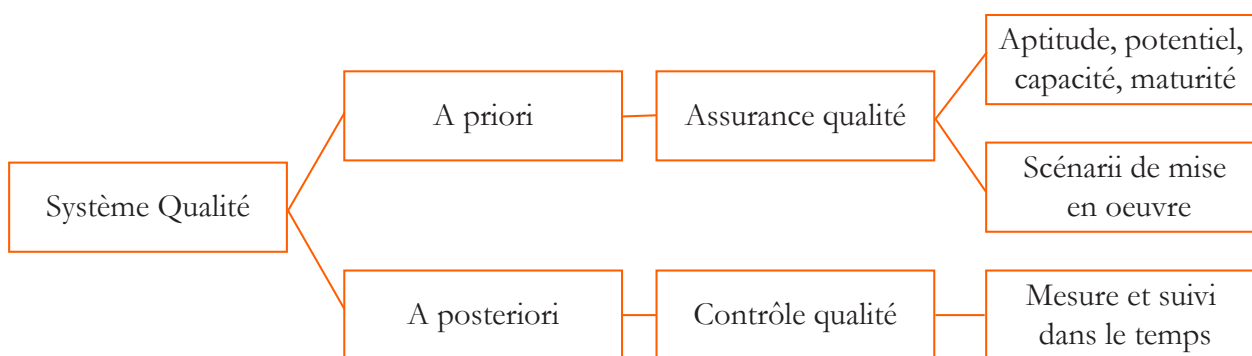 Aptitude, potentiel,
capacité, maturité
A priori
Assurance qualité
Scénarii de mise
en oeuvre
Système Qualité
A posteriori
Contrôle qualité
Mesure et suivi
dans le temps